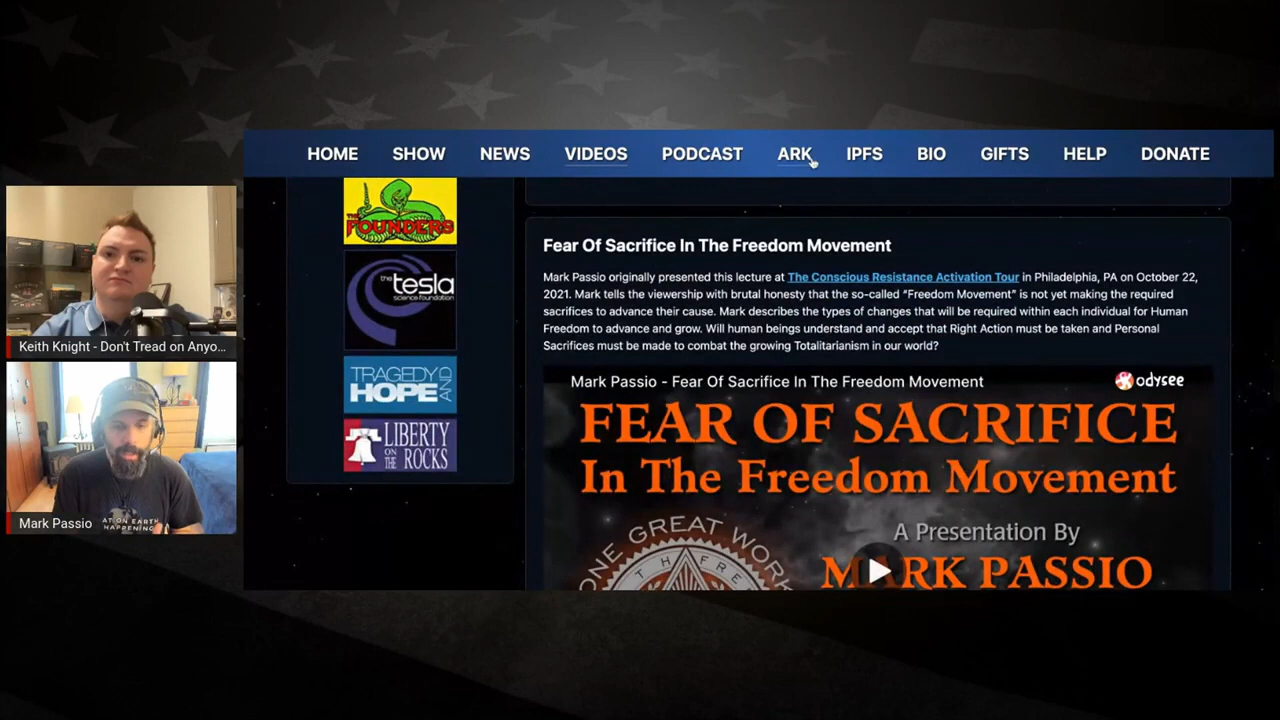 HOME SHOW NEWS VIDEOS PODCAST ARK IPFS BIO GIFTS HELP DONATE
THE
FOUNDERS
the
tesla
science foundation
TRAGEDY AND
HOPE
LIBERTY
ON THE
ROCKS
Fear Of Sacrifice In The Freedom Movement
Mark Passio originally presented this lecture at The Conscious Resistance Activation Tour in Philadelphia, PA on October 22,
2021. Mark tells the viewership with brutal honesty that the so-called “Freedom Movement” is not yet making the required
sacrifices to advance their cause. Mark describes the types of changes that will be required within each individual for Human
Freedom to advance and grow. Will human beings understand and accept that Right Action must be taken and Personal
Sacrifices must be made to combat the growing Totalitarianism in our world?
Mark Passio - Fear Of Sacrifice In The Freedom Movement
odysee
FEAR OF SACRIFICE
In The Freedom Movement
A Presentation By
MARK PASSIO
ONE GREAT WORK
TH FRE
Keith Knight - Don't Tread on Anyo...
AT ON EARTH
HAPPENING
Mark Passio